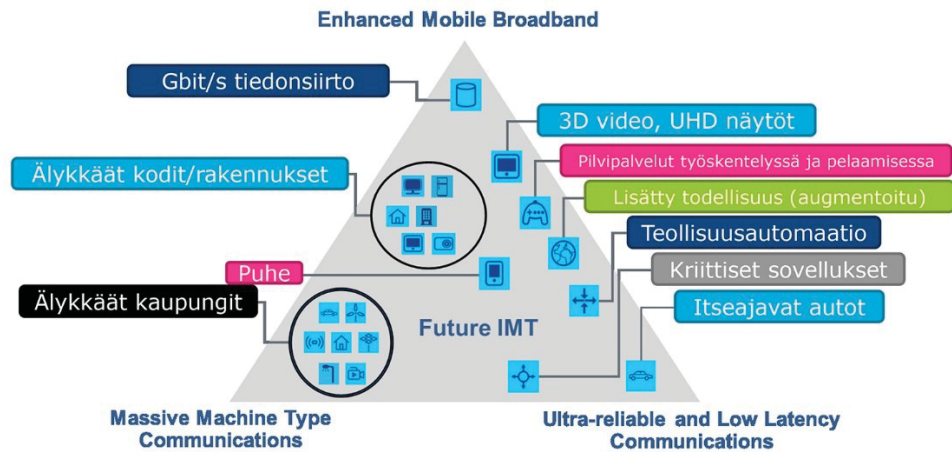 Enhanced Mobile Broadband
Gbit/s tiedonsiirto
3D video, UHD näytöt
Älykkäät kodit/rakennukset
Pilvipalvelut työskentelyssä ja pelaamisessa
Lisätty todellisuus (augmentoitu)
Teollisuusautomaatio
Puhe
Kriittiset sovellukset
Älykkäät kaupungit
Itseajavat autot
Future IMT
Massive Machine Type
Communications
Ultra-reliable and Low Latency
Communications